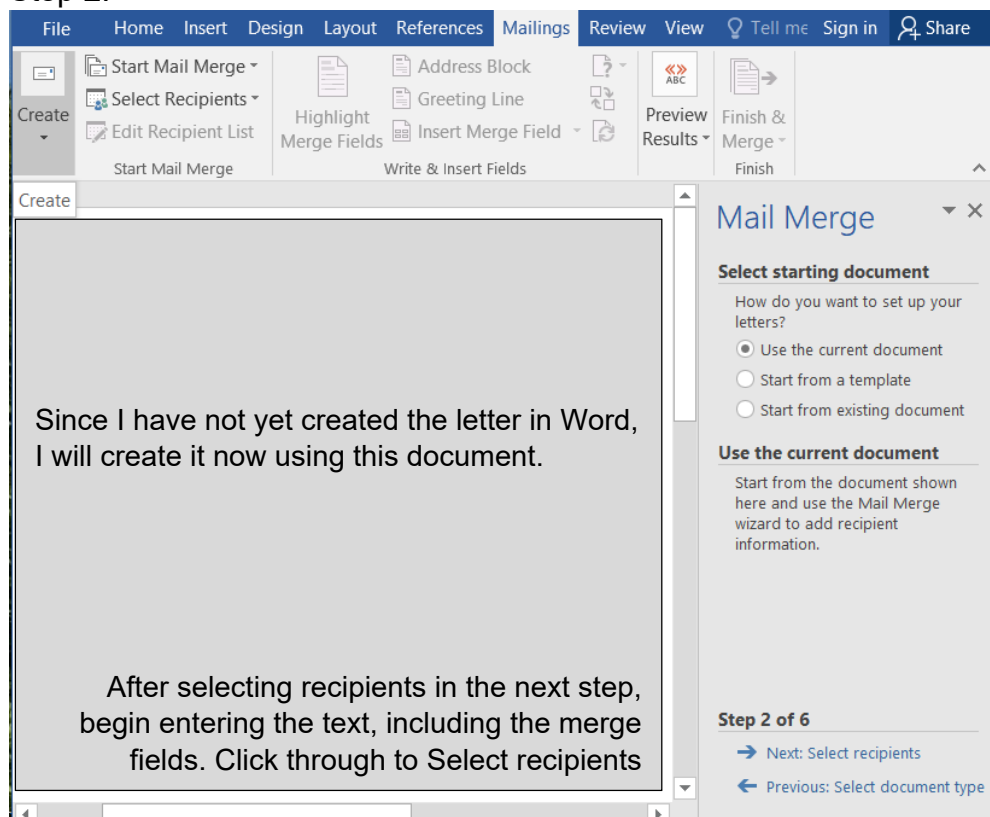 File Home Insert Design Layout References Mailings Review View Tell me Sign in Share
Create
Start Mail Merge
Select Recipients
Edit Recipient List
Start Mail Merge
Highlight
Merge Fields
Address Block
Greeting Line
Insert Merge Field
Write & Insert Fields
ABC
Preview
Results
Finish &
Merge
Finish
Create
Since I have not yet created the letter in Word,
I will create it now using this document.
After selecting recipients in the next step,
begin entering the text, including the merge
fields. Click through to Select recipients
Mail Merge
Select starting document
How do you want to set up your
letters?
Use the current document
Start from a template
Start from existing document
Use the current document
Start from the document shown
here and use the Mail Merge
wizard to add recipient
information.
Step 2 of 6
Next: Select recipients
Previous: Select document type